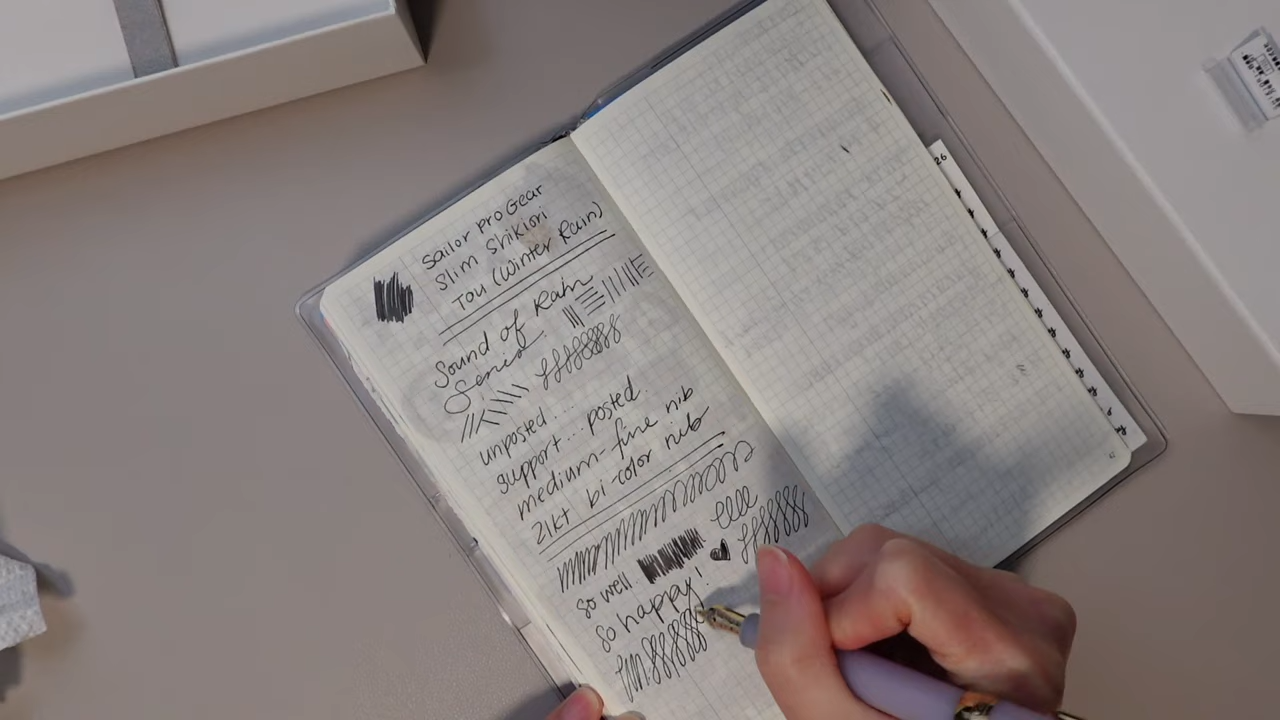 Sailor Pro Gear
Slim Shikiori
TOU (Winter Rain)
Sound of Rain
Series
unposted....
support... posted.
medium-fine nib
21kt bi-color nib
so well
so happy!
26